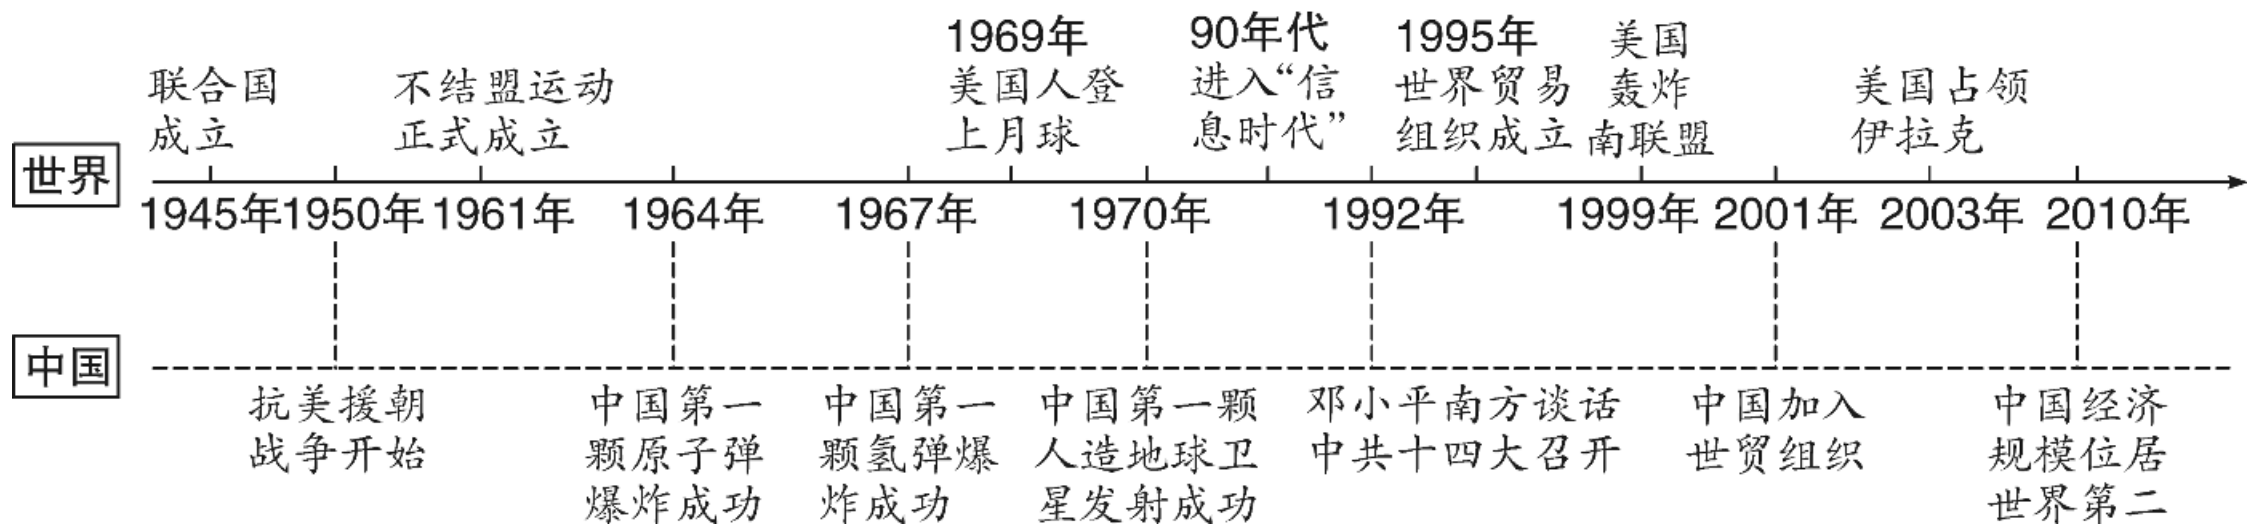 1969年
美国人登
上月球
90年代
进入“信
息时代”
1995年
世界贸易
组织成立
美国
轰炸
南联盟
联合国
成立
不结盟运动
正式成立
美国占领
伊拉克
世界
1945年
1950年
1961年
1964年
1967年
1970年
1992年
1999年
2001年
2003年
2010年
中国
抗美援朝
战争开始
中国第一
颗原子弹
爆炸成功
中国第一
颗氢弹爆
炸成功
中国第一颗
人造地球卫
星发射成功
邓小平南方谈话
中共十四大召开
中国加入
世贸组织
中国经济
规模位居
世界第二